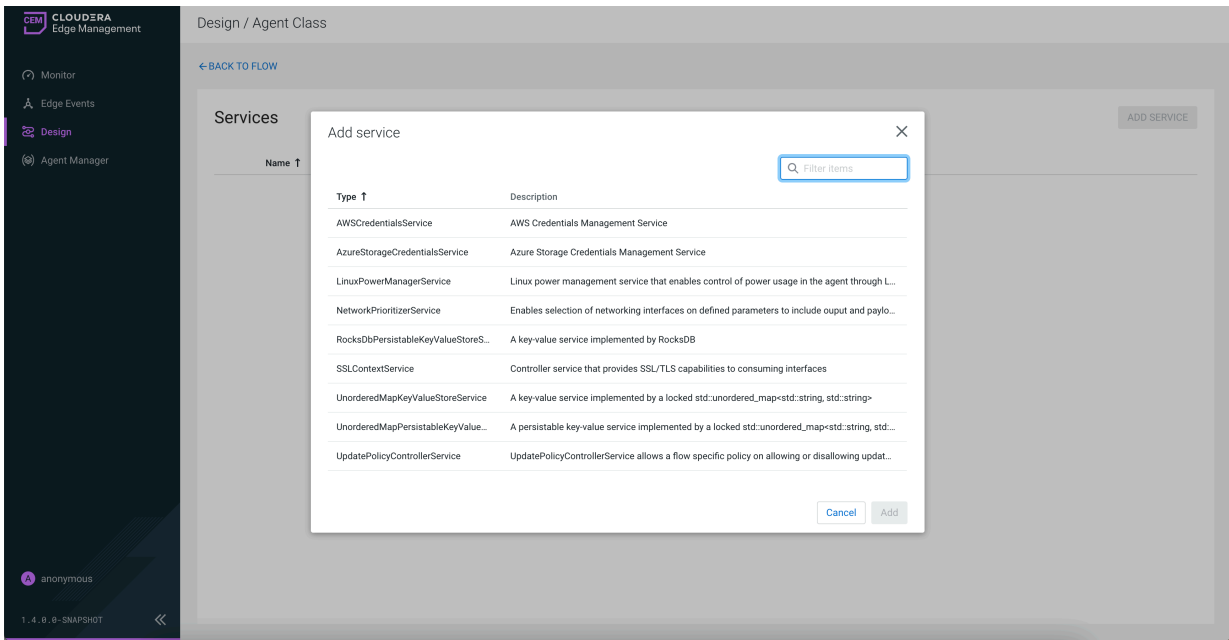 CEM CLOUDERA
Edge Management
Design / Agent Class
Monitor
Edge Events
Design
Agent Manager
BACK TO FLOW
Services
ADD SERVICE
Name ↑
Add service
Filter items
Type ↑ Description
AWSCredentialsService AWS Credentials Management Service
AzureStorageCredentialsService Azure Storage Credentials Management Service
LinuxPowerManagerService Linux power management service that enables control of power usage in the agent through L...
NetworkPrioritizerService Enables selection of networking interfaces on defined parameters to include ouput and paylo...
RocksDbPersistableKeyValueStoreS... A key-value service implemented by RocksDB
SSLContextService Controller service that provides SSL/TLS capabilities to consuming interfaces
UnorderedMapKeyValueStoreService A key-value service implemented by a locked std::unordered_map<std::string, std::string>
UnorderedMapPersistableKeyValue... A persistable key-value service implemented by a locked std::unordered_map<std::string, std:...
UpdatePolicyControllerService UpdatePolicyControllerService allows a flow specific policy on allowing or disallowing updat...
Cancel Add
A anonymous
1.4.0.0-SNAPSHOT